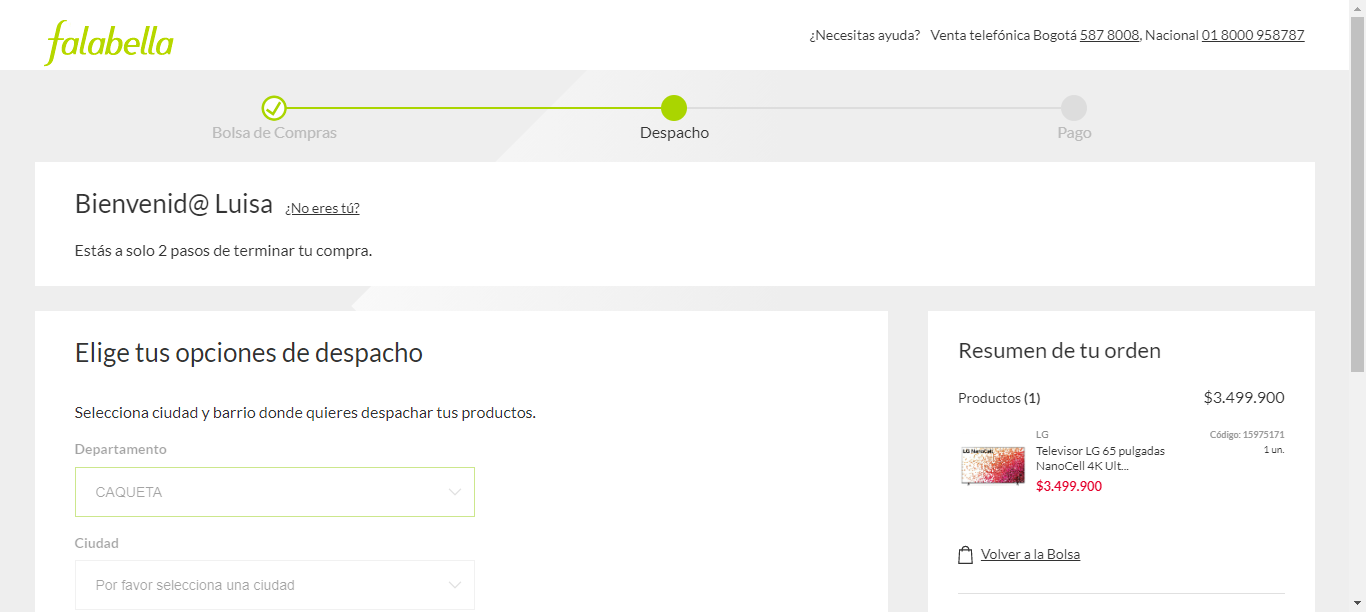 falabella
¿Necesitas ayuda? Venta telefónica Bogotá 587 8008, Nacional 01 8000 958787
Bolsa de Compras
Despacho
Pago
Bienvenid@ Luisa ¿No eres tú?
Estás a solo 2 pasos de terminar tu compra.
Elige tus opciones de despacho
Selecciona ciudad y barrio donde quieres despachar tus productos.
Departamento
CAQUETA
Ciudad
Por favor selecciona una ciudad
Resumen de tu orden
Productos (1) $3.499.900
LG NanoCell
LG
Código: 15975171
Televisor LG 65 pulgadas
1 un.
NanoCell 4K Ult...
$3.499.900
Volver a la Bolsa